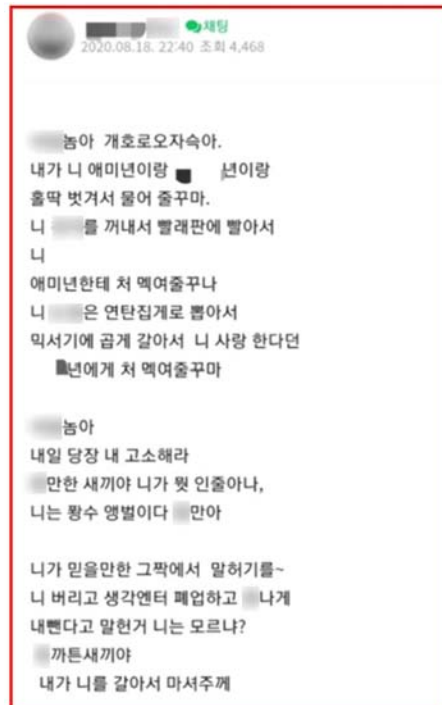 채팅
2020.08.18. 22:40 조회 4,468
놈아 개호로오자슥아.
내가 니 애미년이랑 년이랑
홀딱 벗겨서 물어 줄꾸마.
니 를 꺼내서 빨래판에 빨아서
니
애미년한테 처 멕여줄꾸나
니 은 연탄집게로 뽑아서
믹서기에 곱게 갈아서 니 사랑 한다던
년에게 처 멕여줄꾸마
놈아
내일 당장 내 고소해라
만한 새끼야 니가 뭣 인줄아나,
니는 퐝수 앵벌이다 만아
니가 믿을만한 그짝에서 말허기를~
니 버리고 생각엔터 폐업하고 나게
내뺀다고 말헌거 니는 모르냐?
까튼새끼야
내가 니를 갈아서 마셔주께